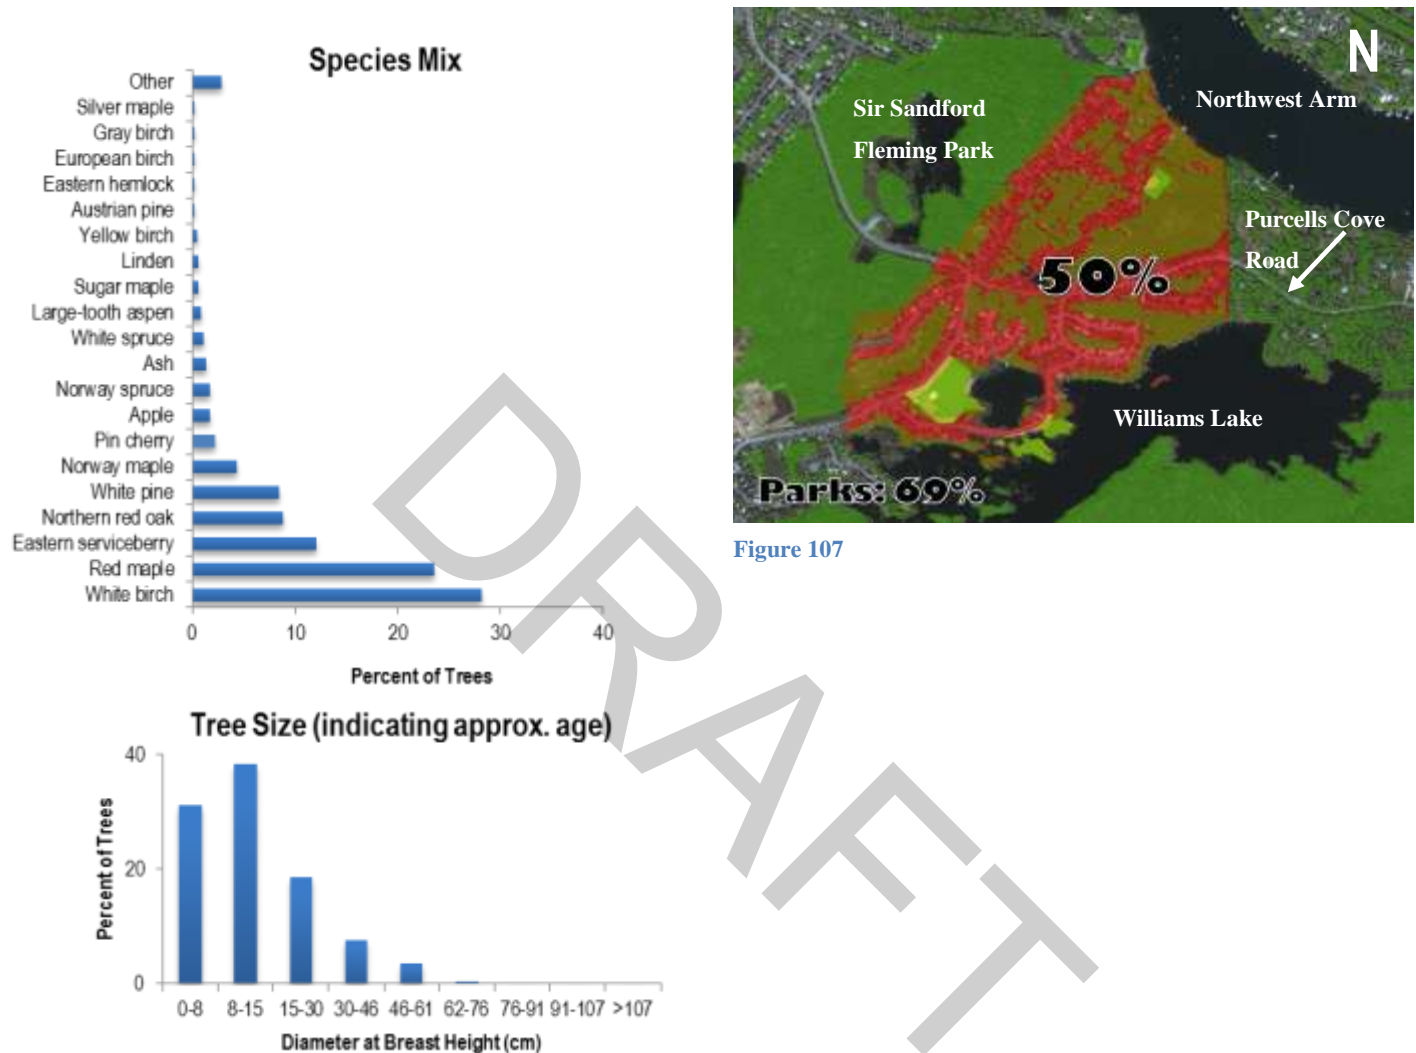 Species Mix
Other
Silver maple
Gray birch
European birch
Eastern hemlock
Austrian pine
Yellow birch
Linden
Sugar maple
Large-tooth aspen
White spruce
Ash
Norway spruce
Apple
Pin cherry
Norway maple
White pine
Northern red oak
Eastern serviceberry
Red maple
White birch
0 10 20 30 40
Percent of Trees
Tree Size (indicating approx. age)
Percent of Trees
40
20
0
0-8 8-15 15-30 30-46 46-61 62-76 76-91 91-107 >107
Diameter at Breast Height (cm)
N
Northwest Arm
Sir Sandford
Fleming Park
Purcells Cove
Road
50%
Williams Lake
Parks: 69%
Figure 107
DRAFT